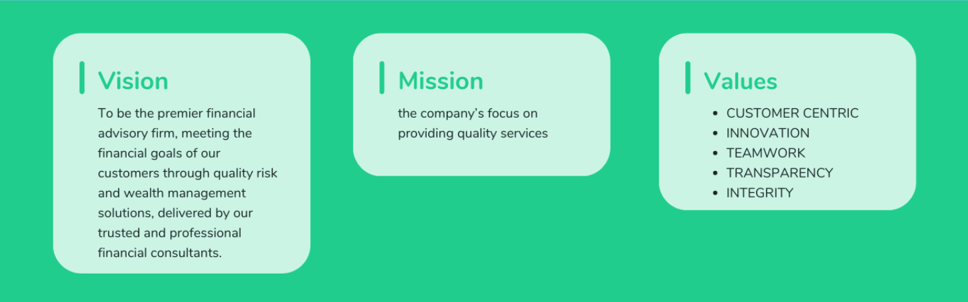 Vision
To be the premier financial
advisory firm, meeting the
financial goals of our
customers through quality risk
and wealth management
solutions, delivered by our
trusted and professional
financial consultants.
Mission
the company's focus on
providing quality services
Values
• CUSTOMER CENTRIC
• INNOVATION
• TEAMWORK
• TRANSPARENCY
• INTEGRITY